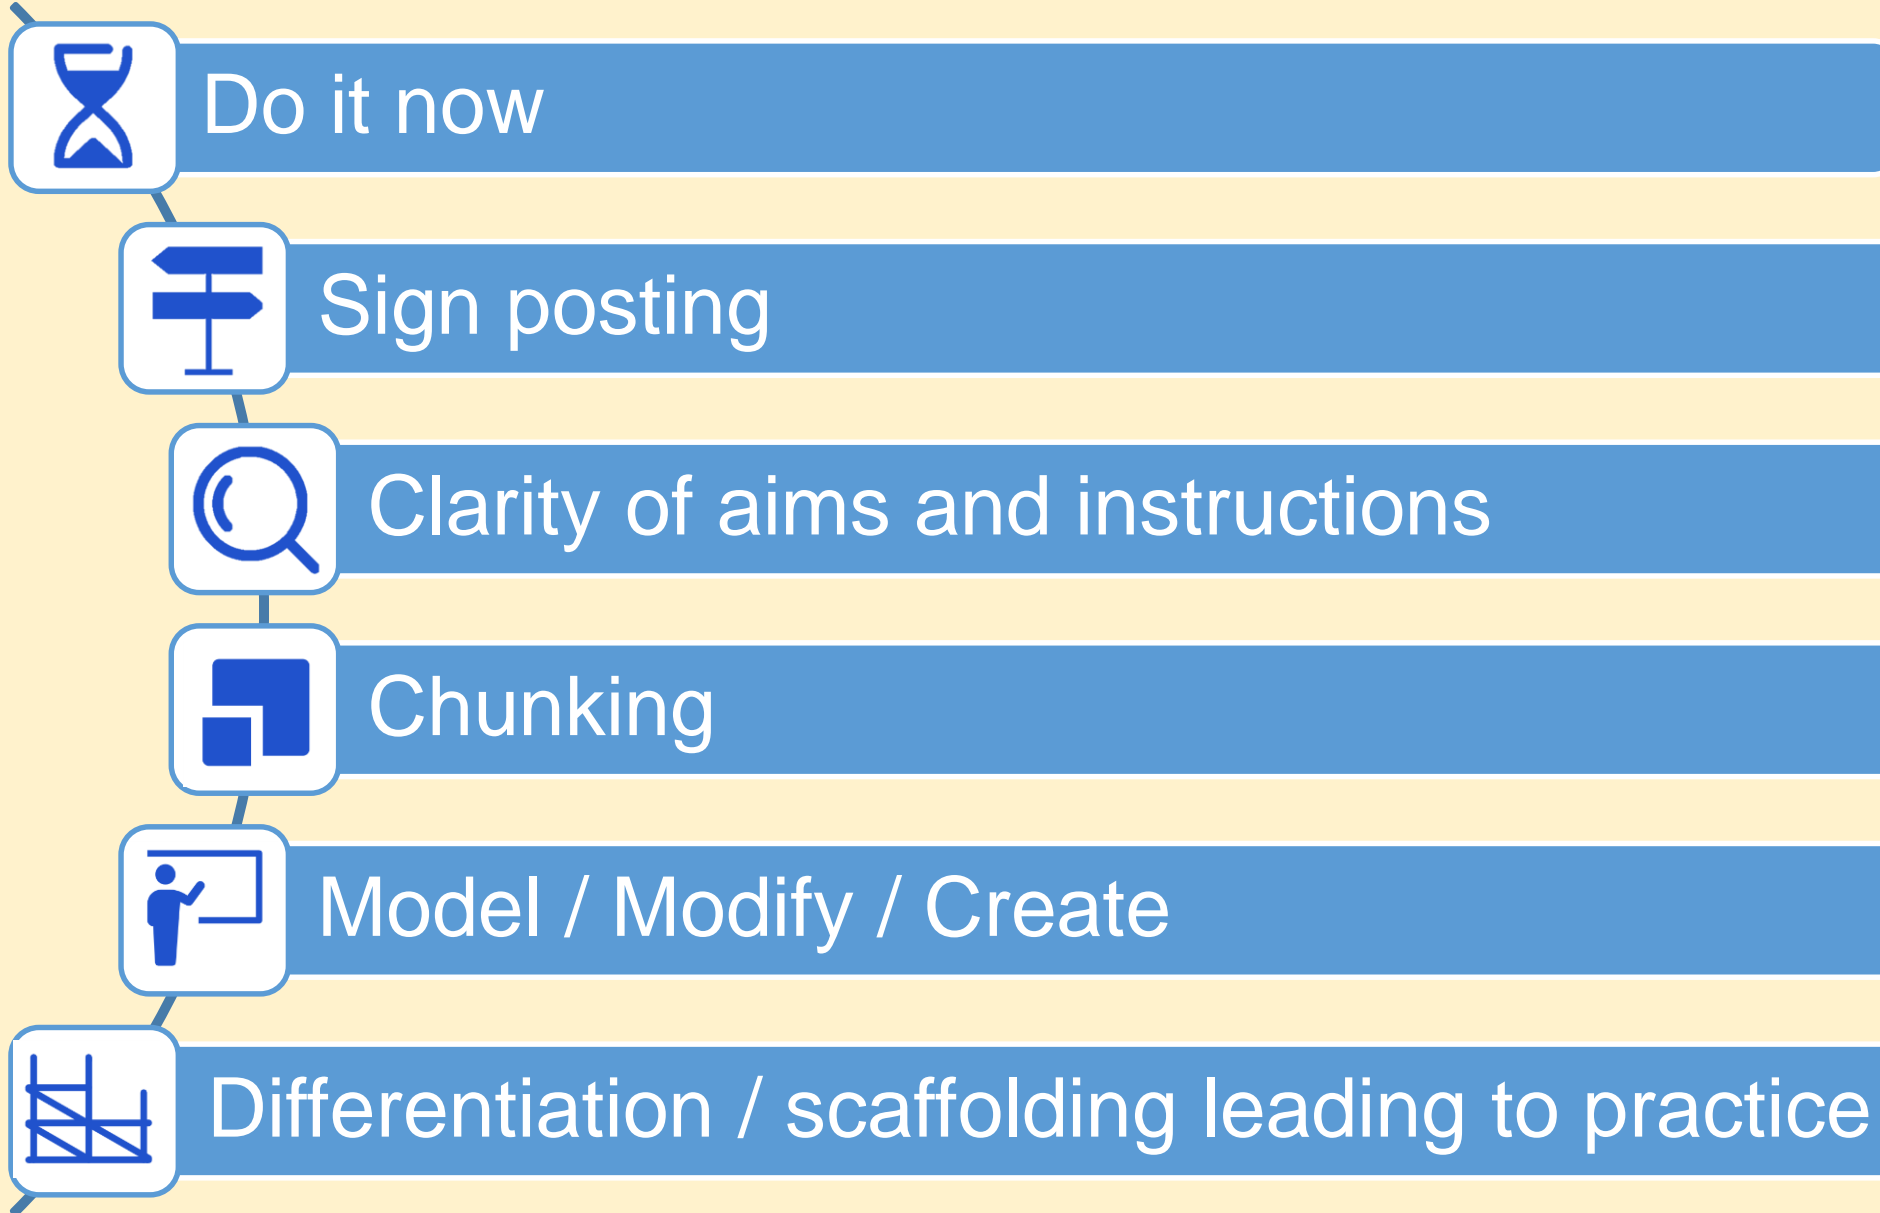 Do it now
Sign posting
Clarity of aims and instructions
Chunking
Model / Modify / Create
Differentiation / scaffolding leading to practice